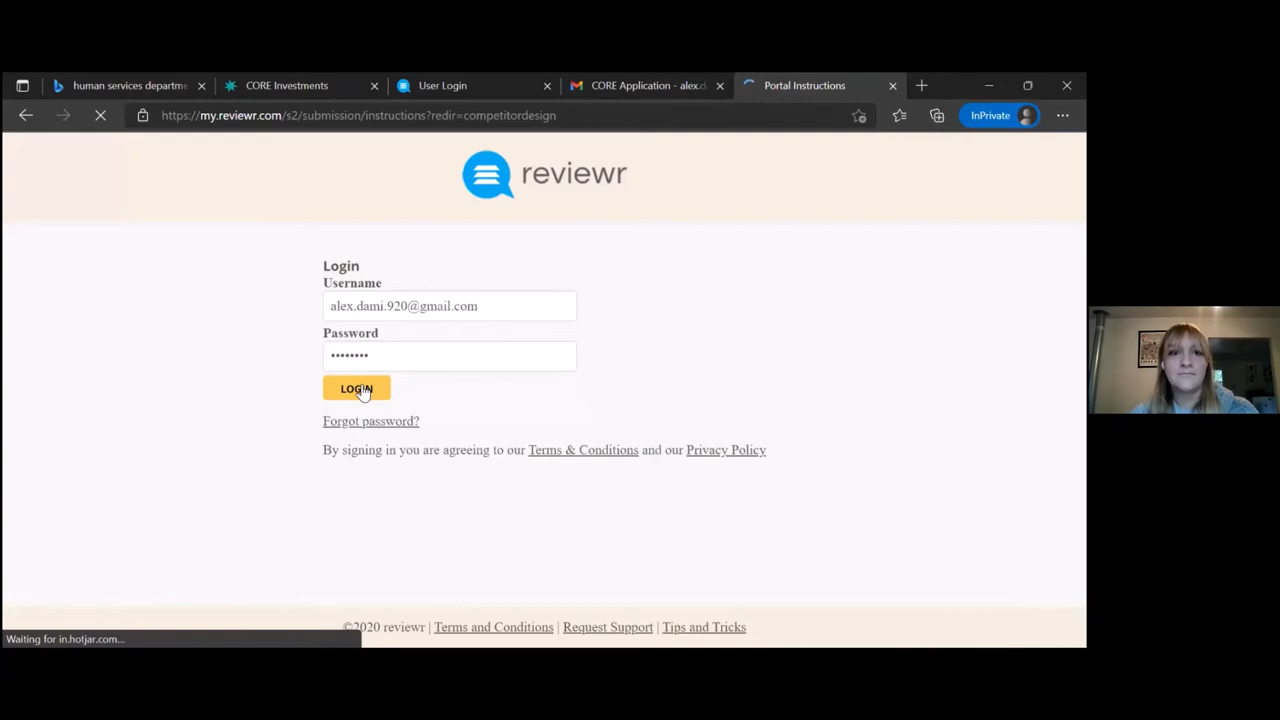 human services departme
CORE Investments
User Login
CORE Application - alex.d
Portal Instructions
https://my.reviewr.com/s2/submission/instructions?redir=competitordesign
InPrivate
reviewr
Login
Username
alex.dami.920@gmail.com
Password
••••••••
LOGIN
Forgot password?
By signing in you are agreeing to our Terms & Conditions and our Privacy Policy
©2020 reviewr | Terms and Conditions | Request Support | Tips and Tricks
Waiting for in.hotjar.com...